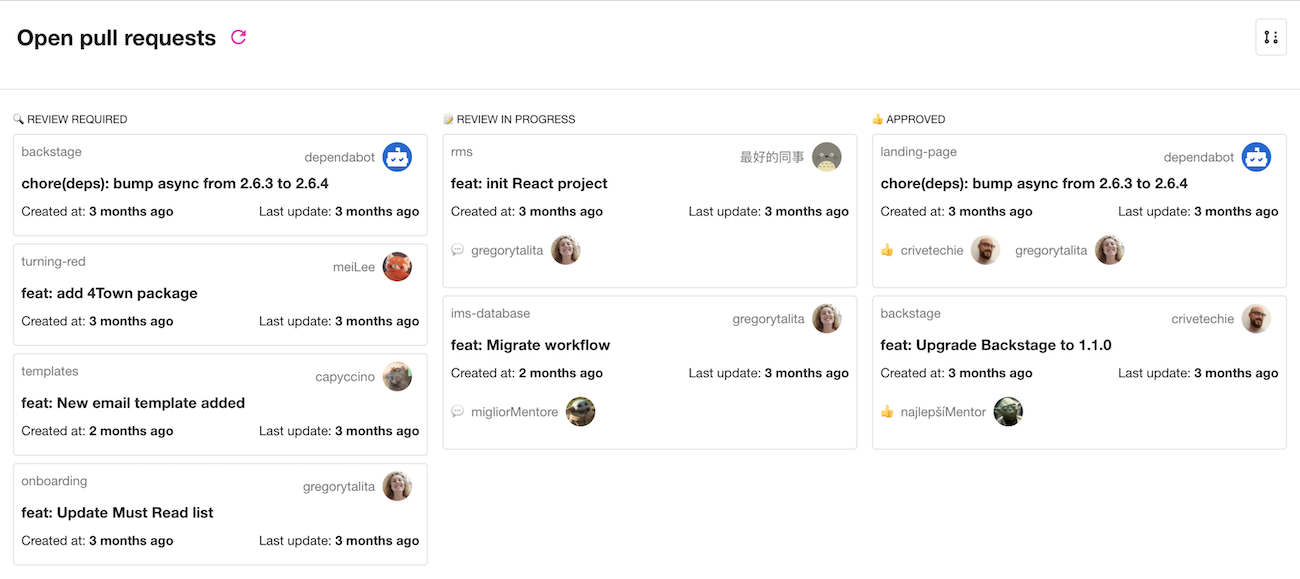 Open pull requests
REVIEW REQUIRED
backstage
dependabot
chore(deps): bump async from 2.6.3 to 2.6.4
Created at: 3 months ago
Last update: 3 months ago
turning-red
meiLee
feat: add 4Town package
Created at: 3 months ago
Last update: 3 months ago
templates
capyccino
feat: New email template added
Created at: 2 months ago
Last update: 3 months ago
onboarding
gregorytalita
feat: Update Must Read list
Created at: 3 months ago
Last update: 3 months ago
REVIEW IN PROGRESS
rms
最好的同事
feat: init React project
Created at: 3 months ago
Last update: 3 months ago
gregorytalita
ims-database
gregorytalita
feat: Migrate workflow
Created at: 2 months ago
Last update: 3 months ago
migliorMentore
APPROVED
landing-page
dependabot
chore(deps): bump async from 2.6.3 to 2.6.4
Created at: 3 months ago
Last update: 3 months ago
crivetechie
gregorytalita
backstage
crivetechie
feat: Upgrade Backstage to 1.1.0
Created at: 3 months ago
Last update: 3 months ago
najlepšíMentor